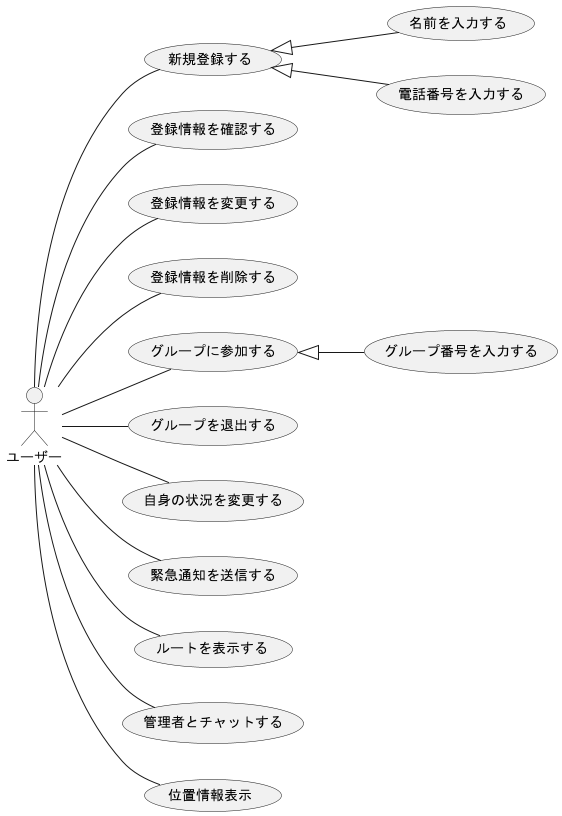 名前を入力する
新規登録する
電話番号を入力する
登録情報を確認する
登録情報を変更する
登録情報を削除する
グループに参加する
グループ番号を入力する
グループを退出する
ユーザー
自身の状況を変更する
緊急通知を送信する
ルートを表示する
管理者とチャットする
位置情報表示